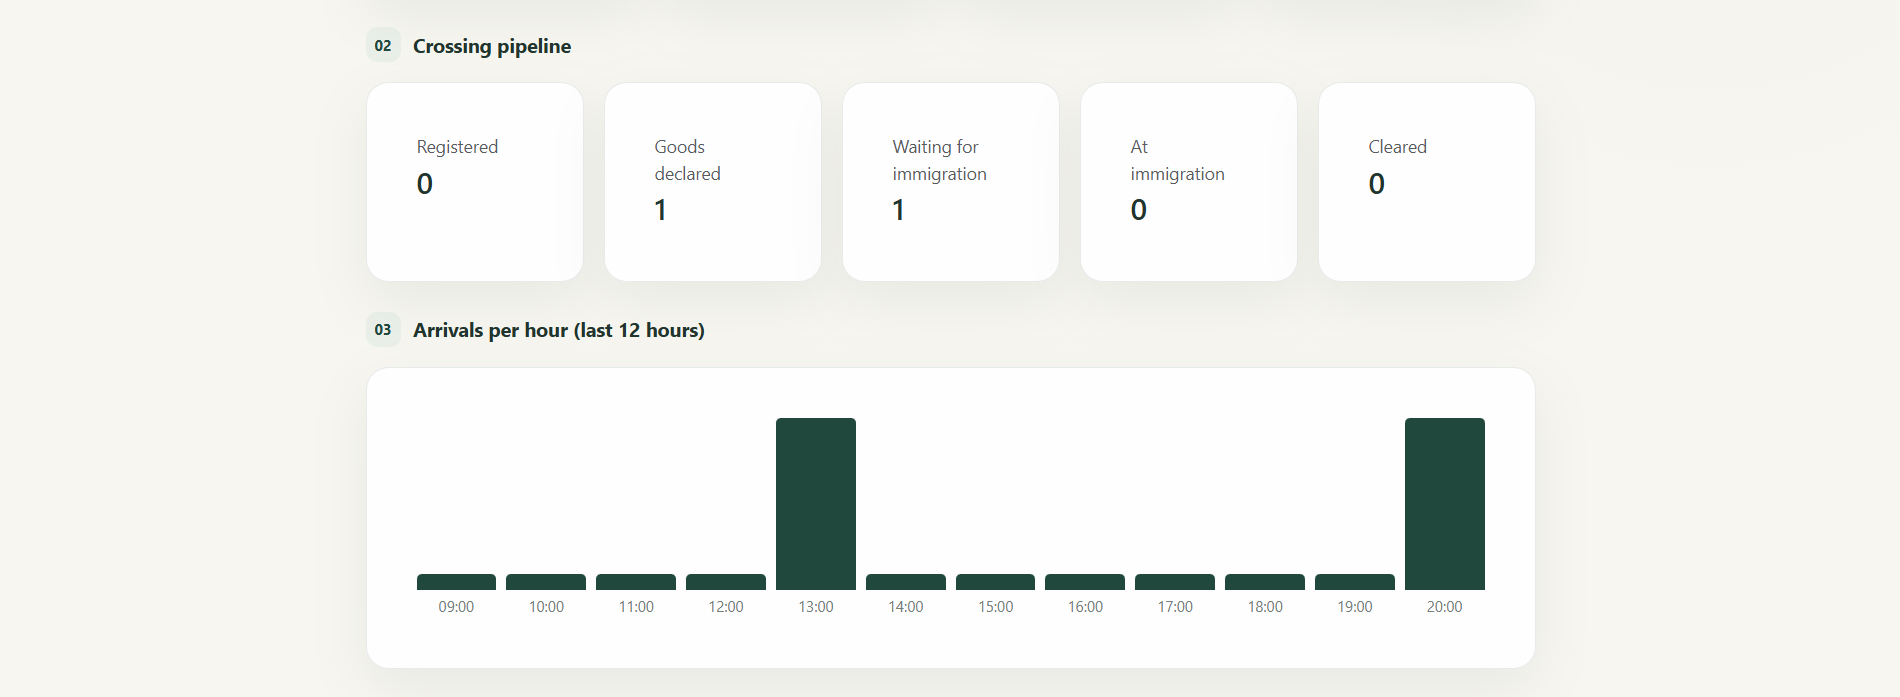 02 Crossing pipeline
Registered
0
Goods
declared
1
Waiting for
immigration
1
At
immigration
0
Cleared
0
03 Arrivals per hour (last 12 hours)
09:00 10:00 11:00 12:00 13:00 14:00 15:00 16:00 17:00 18:00 19:00 20:00